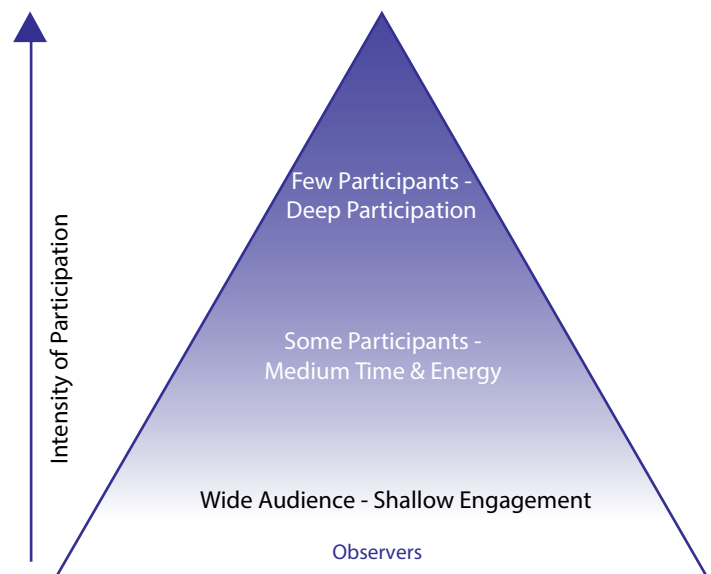 Few Participants -
Deep Participation
Some Participants -
Medium Time & Energy
Wide Audience - Shallow Engagement
Observers
Intensity of Participation